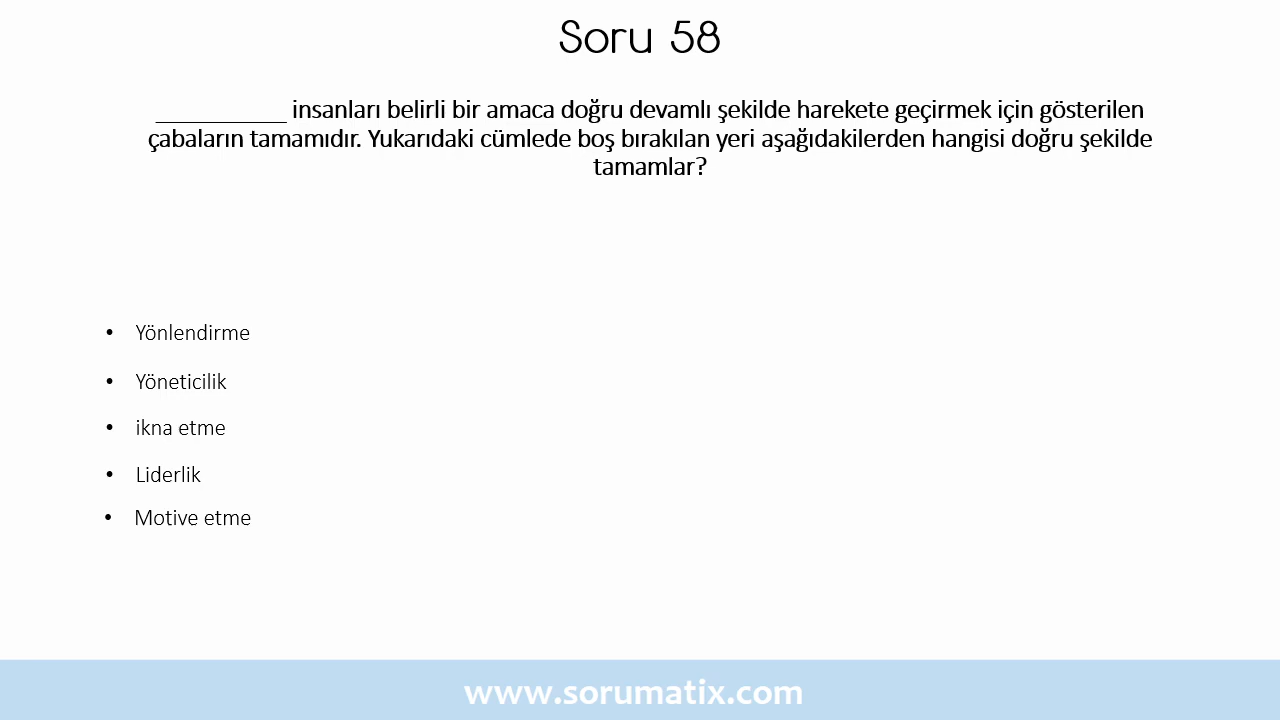 Soru 58
__________ insanları belirli bir amaca doğru devamlı şekilde harekete geçirmek için gösterilen
çabaların tamamıdır. Yukarıdaki cümlede boş bırakılan yeri aşağıdakilerden hangisi doğru şekilde
tamamlar?
• Yönlendirme
• Yöneticilik
• ikna etme
• Liderlik
• Motive etme
www.sorumatix.com